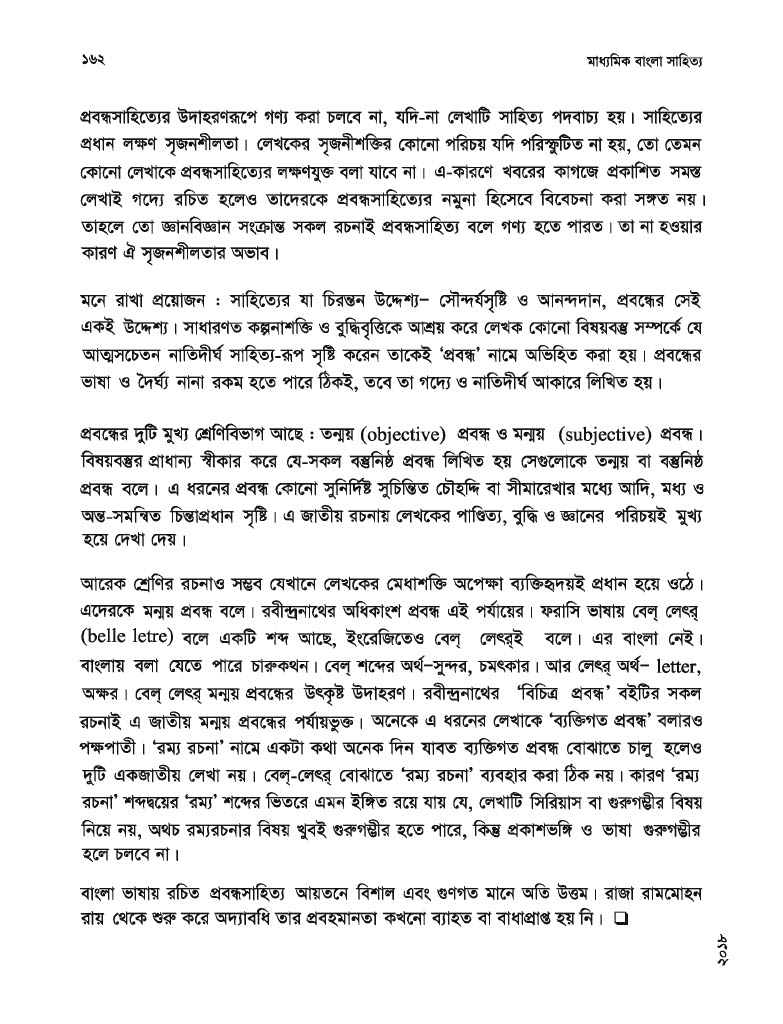 ১৬২
মাধ্যমিক বাংলা সাহিত্য
প্রবন্ধসাহিত্যের উদাহরণরূপে গণ্য করা চলবে না, যদি-না লেখাটি সাহিত্য পদবাচ্য হয়। সাহিত্যের
প্রধান লক্ষণ সৃজনশীলতা। লেখকের সৃজনীশক্তির কোনো পরিচয় যদি পরিস্ফুটিত না হয়, তো তেমন
কোনো লেখাকে প্রবন্ধসাহিত্যের লক্ষণযুক্ত বলা যাবে না। এ-কারণে খবরের কাগজে প্রকাশিত সমস্ত
লেখাই গদ্যে রচিত হলেও তাদেরকে প্রবন্ধসাহিত্যের নমুনা হিসেবে বিবেচনা করা সঙ্গত নয়।
তাহলে তো জ্ঞানবিজ্ঞান সংক্রান্ত সকল রচনাই প্রবন্ধসাহিত্য বলে গণ্য হতে পারত। তা না হওয়ার
কারণ ঐ সৃজনশীলতার অভাব।
মনে রাখা প্রয়োজন : সাহিত্যের যা চিরন্তন উদ্দেশ্য– সৌন্দর্যসৃষ্টি ও আনন্দদান, প্রবন্ধের সেই
একই উদ্দেশ্য। সাধারণত কল্পনাশক্তি ও বুদ্ধিবৃত্তিকে আশ্রয় করে লেখক কোনো বিষয়বস্তু সম্পর্কে যে
আত্মসচেতন নাতিদীর্ঘ সাহিত্য-রূপ সৃষ্টি করেন তাকেই ‘প্রবন্ধ’ নামে অভিহিত করা হয়। প্রবন্ধের
ভাষা ও দৈর্ঘ্য নানা রকম হতে পারে ঠিকই, তবে তা গদ্যে ও নাতিদীর্ঘ আকারে লিখিত হয়।
প্রবন্ধের দুটি মুখ্য শ্রেণিবিভাগ আছে : তন্ময় (objective) প্রবন্ধ ও মন্ময় (subjective) প্রবন্ধ।
বিষয়বস্তুর প্রাধান্য স্বীকার করে যে-সকল বস্তুনিষ্ঠ প্রবন্ধ লিখিত হয় সেগুলোকে তন্ময় বা বস্তুনিষ্ঠ
প্রবন্ধ বলে। এ ধরনের প্রবন্ধ কোনো সুনির্দিষ্ট সুচিন্তিত চৌহদ্দি বা সীমারেখার মধ্যে আদি, মধ্য ও
অন্ত-সমন্বিত চিন্তাপ্রধান সৃষ্টি। এ জাতীয় রচনায় লেখকের পাণ্ডিত্য, বুদ্ধি ও জ্ঞানের পরিচয়ই মুখ্য
হয়ে দেখা দেয়।
আরেক শ্রেণির রচনাও সম্ভব যেখানে লেখকের মেধাশক্তি অপেক্ষা ব্যক্তিহৃদয়ই প্রধান হয়ে ওঠে।
এদেরকে মন্ময় প্রবন্ধ বলে। রবীন্দ্রনাথের অধিকাংশ প্রবন্ধ এই পর্যায়ের। ফরাসি ভাষায় বেল্ লেৎর্
(belle letre) বলে একটি শব্দ আছে, ইংরেজিতেও বেল্ লেৎর্ই বলে। এর বাংলা নেই।
বাংলায় বলা যেতে পারে চারুকথন। বেল্ শব্দের অর্থ–সুন্দর, চমৎকার। আর লেৎর্ অর্থ– letter,
অক্ষর। বেল্ লেৎর্ মন্ময় প্রবন্ধের উৎকৃষ্ট উদাহরণ। রবীন্দ্রনাথের ‘বিচিত্র প্রবন্ধ’ বইটির সকল
রচনাই এ জাতীয় মন্ময় প্রবন্ধের পর্যায়ভুক্ত। অনেকে এ ধরনের লেখাকে ‘ব্যক্তিগত প্রবন্ধ’ বলারও
পক্ষপাতী। ‘রম্য রচনা’ নামে একটা কথা অনেক দিন যাবত ব্যক্তিগত প্রবন্ধ বোঝাতে চালু হলেও
দুটি একজাতীয় লেখা নয়। বেল্-লেৎর্ বোঝাতে ‘রম্য রচনা’ ব্যবহার করা ঠিক নয়। কারণ ‘রম্য
রচনা’ শব্দদ্বয়ের ‘রম্য’ শব্দের ভিতরে এমন ইঙ্গিত রয়ে যায় যে, লেখাটি সিরিয়াস বা গুরুগম্ভীর বিষয়
নিয়ে নয়, অথচ রম্যরচনার বিষয় খুবই গুরুগম্ভীর হতে পারে, কিন্তু প্রকাশভঙ্গি ও ভাষা গুরুগম্ভীর
হলে চলবে না।
বাংলা ভাষায় রচিত প্রবন্ধসাহিত্য আয়তনে বিশাল এবং গুণগত মানে অতি উত্তম। রাজা রামমোহন
রায় থেকে শুরু করে অদ্যাবধি তার প্রবহমানতা কখনো ব্যাহত বা বাধাপ্রাপ্ত হয় নি। ❑
২০১৮